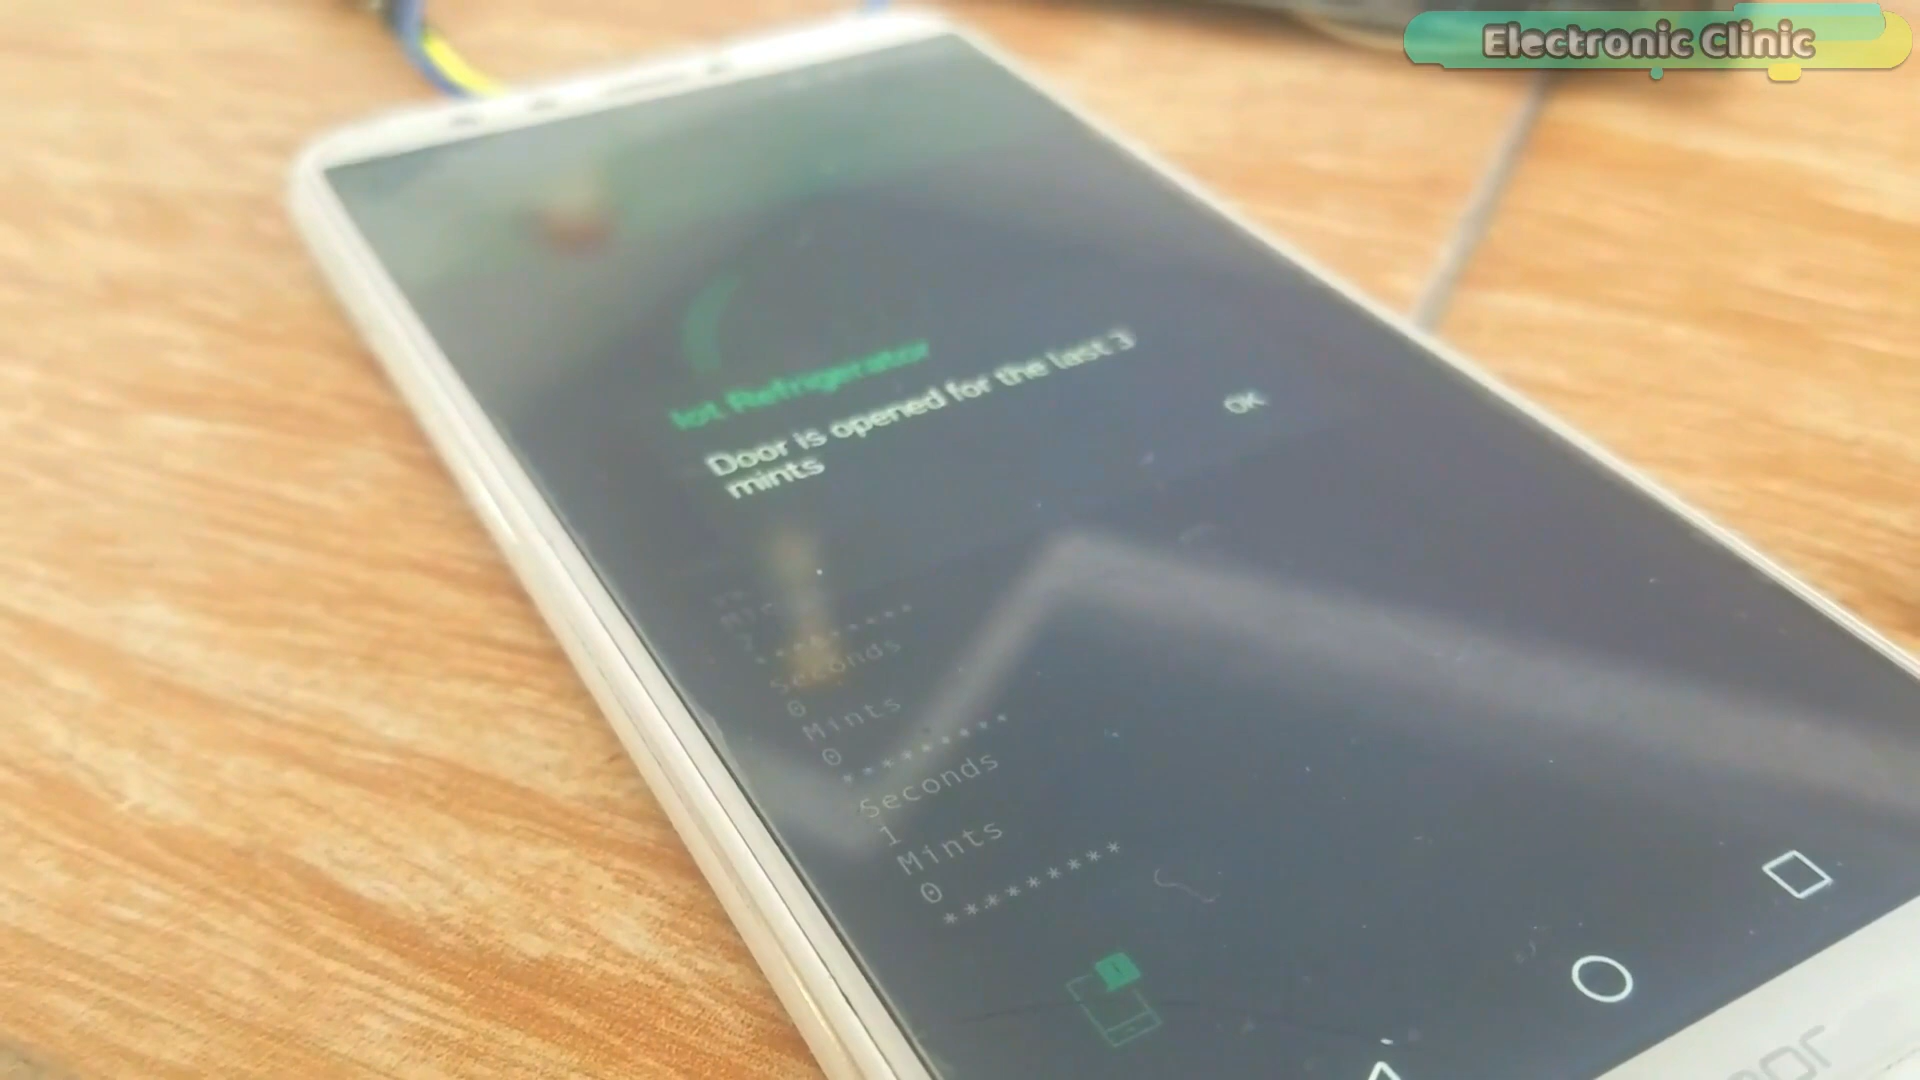 Electronic Clinic
Iot Refrigerator
Door is opened for the last 3
mints
OK
2
*********
Seconds
0
Mints
0
*********
Seconds
1
Mints
0
*********